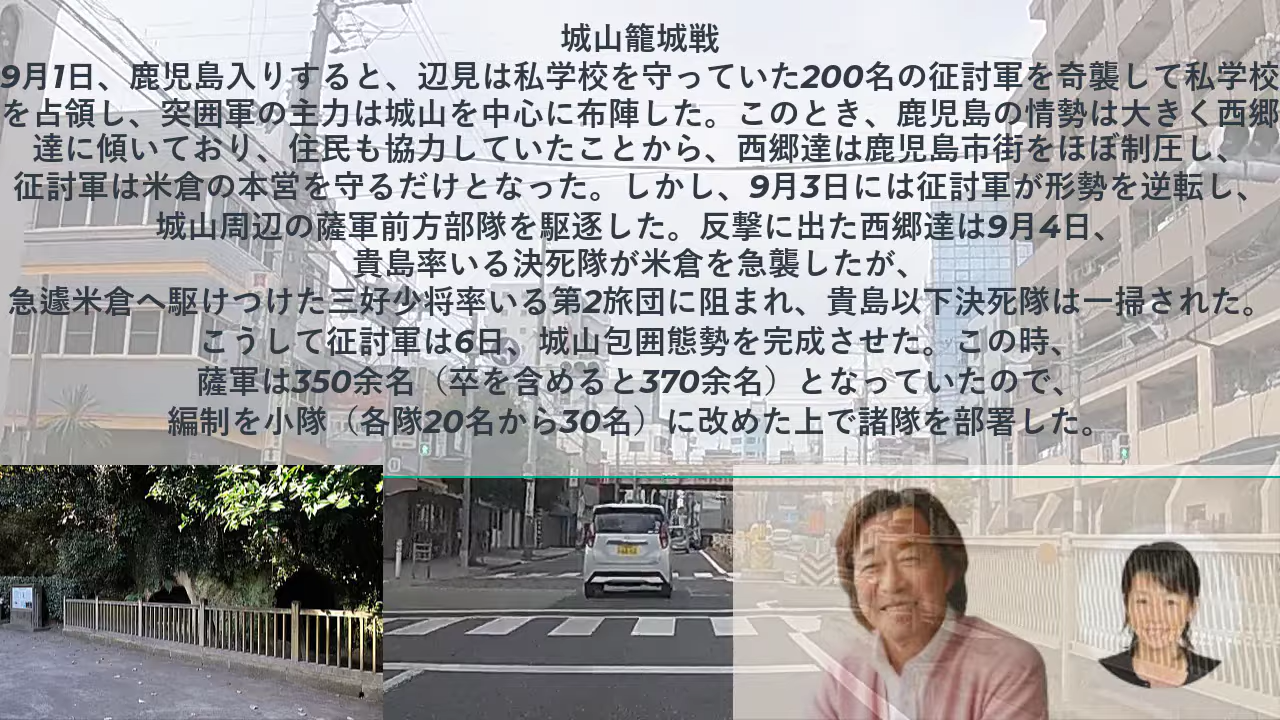 城山籠城戦
9月1日、鹿児島入りすると、辺見は私学校を守っていた200名の征討軍を奇襲して私学校
を占領し、突囲軍の主力は城山を中心に布陣した。このとき、鹿児島の情勢は大きく西郷
達に傾いており、住民も協力していたことから、西郷達は鹿児島市街をほぼ制圧し、
征討軍は米倉の本営を守るだけとなった。しかし、9月3日には征討軍が形勢を逆転し、
城山周辺の薩軍前方部隊を駆逐した。反撃に出た西郷達は9月4日、
貴島率いる決死隊が米倉を急襲したが、
急遽米倉へ駆けつけた三好少将率いる第2旅団に阻まれ、貴島以下決死隊は一掃された。
こうして征討軍は6日、城山包囲態勢を完成させた。この時、
薩軍は350余名（卒を含めると370余名）となっていたので、
編制を小隊（各隊20名から30名）に改めた上で諸隊を部署した。